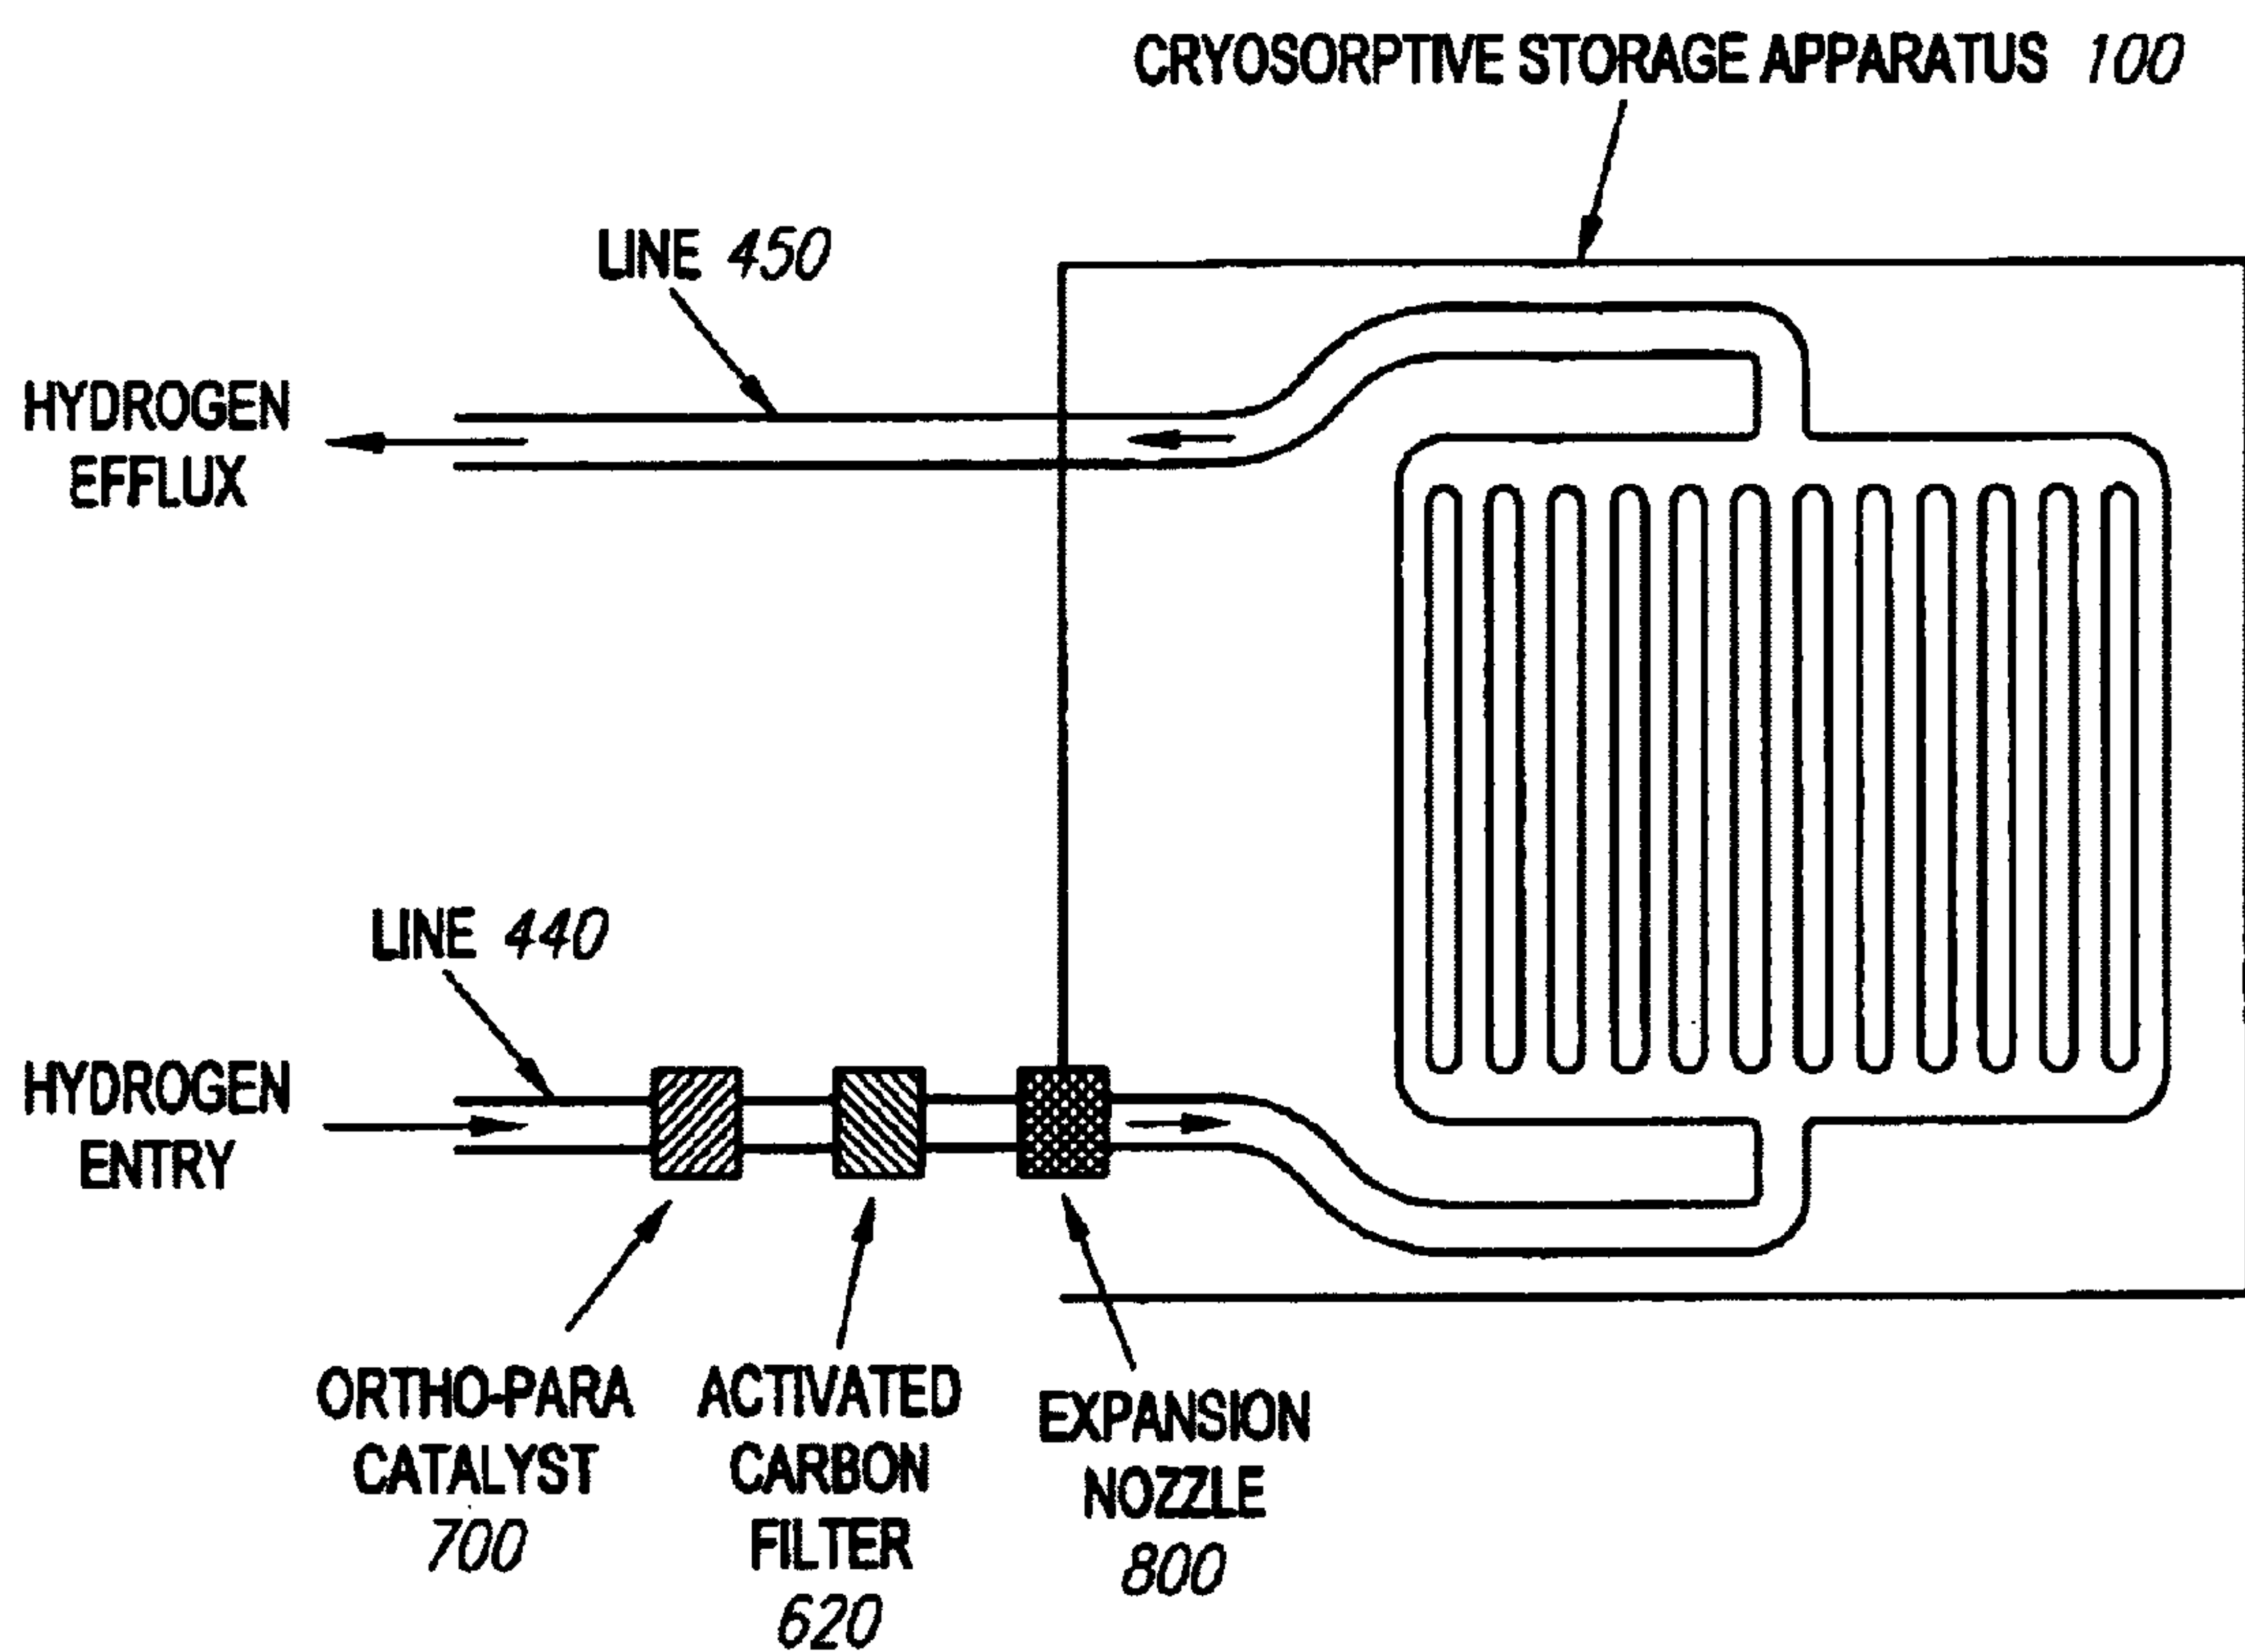 CRYOSORPTIVE STORAGE APPARATUS 100
LINE 450
HYDROGEN
EFFLUX
LINE 440
HYDROGEN
ENTRY
ORTHO-PARA
CATALYST
700
ACTIVATED
CARBON
FILTER
620
EXPANSION
NOZZLE
800